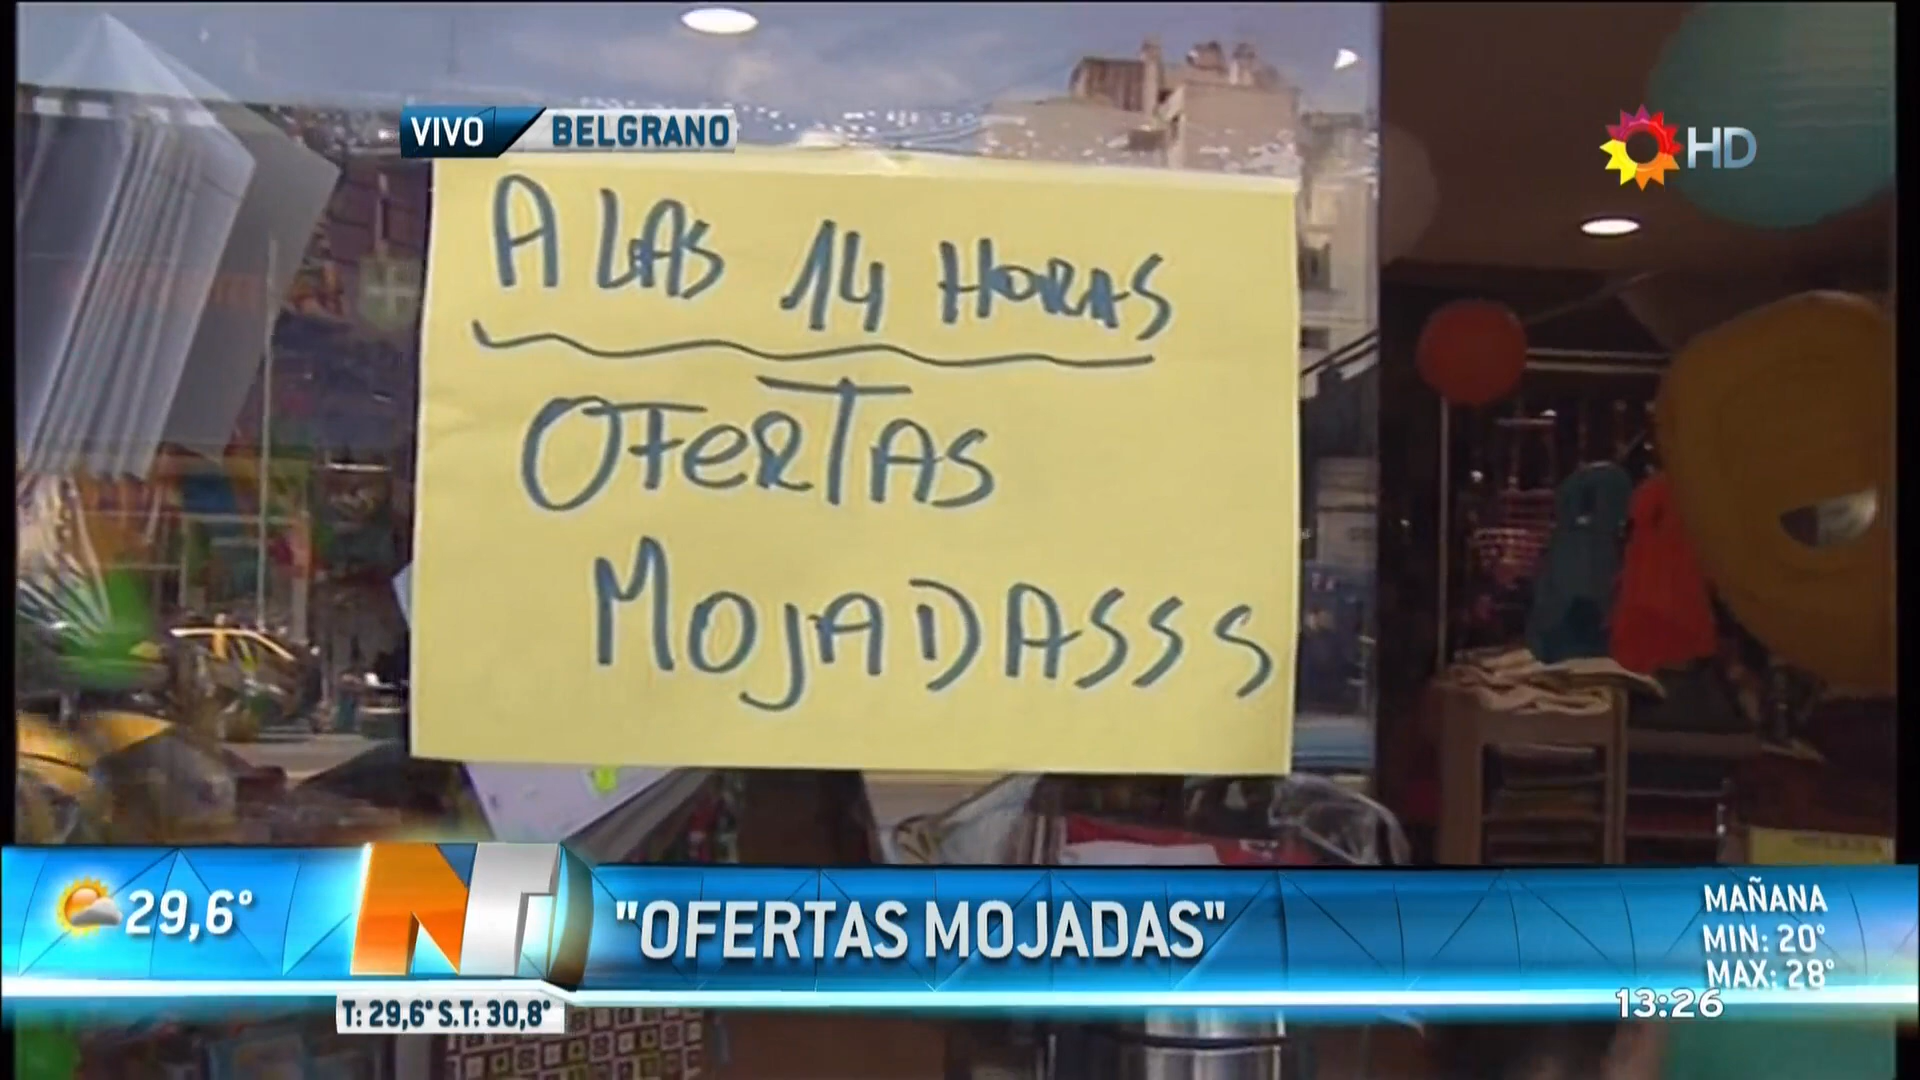 VIVO BELGRANO
HD
A LAS 14 HORAS
OFERTAS
MOJADASSS
29,6°
NT
"OFERTAS MOJADAS"
MAÑANA
MIN: 20°
MAX: 28°
13:26
T: 29,6° S.T: 30,8°